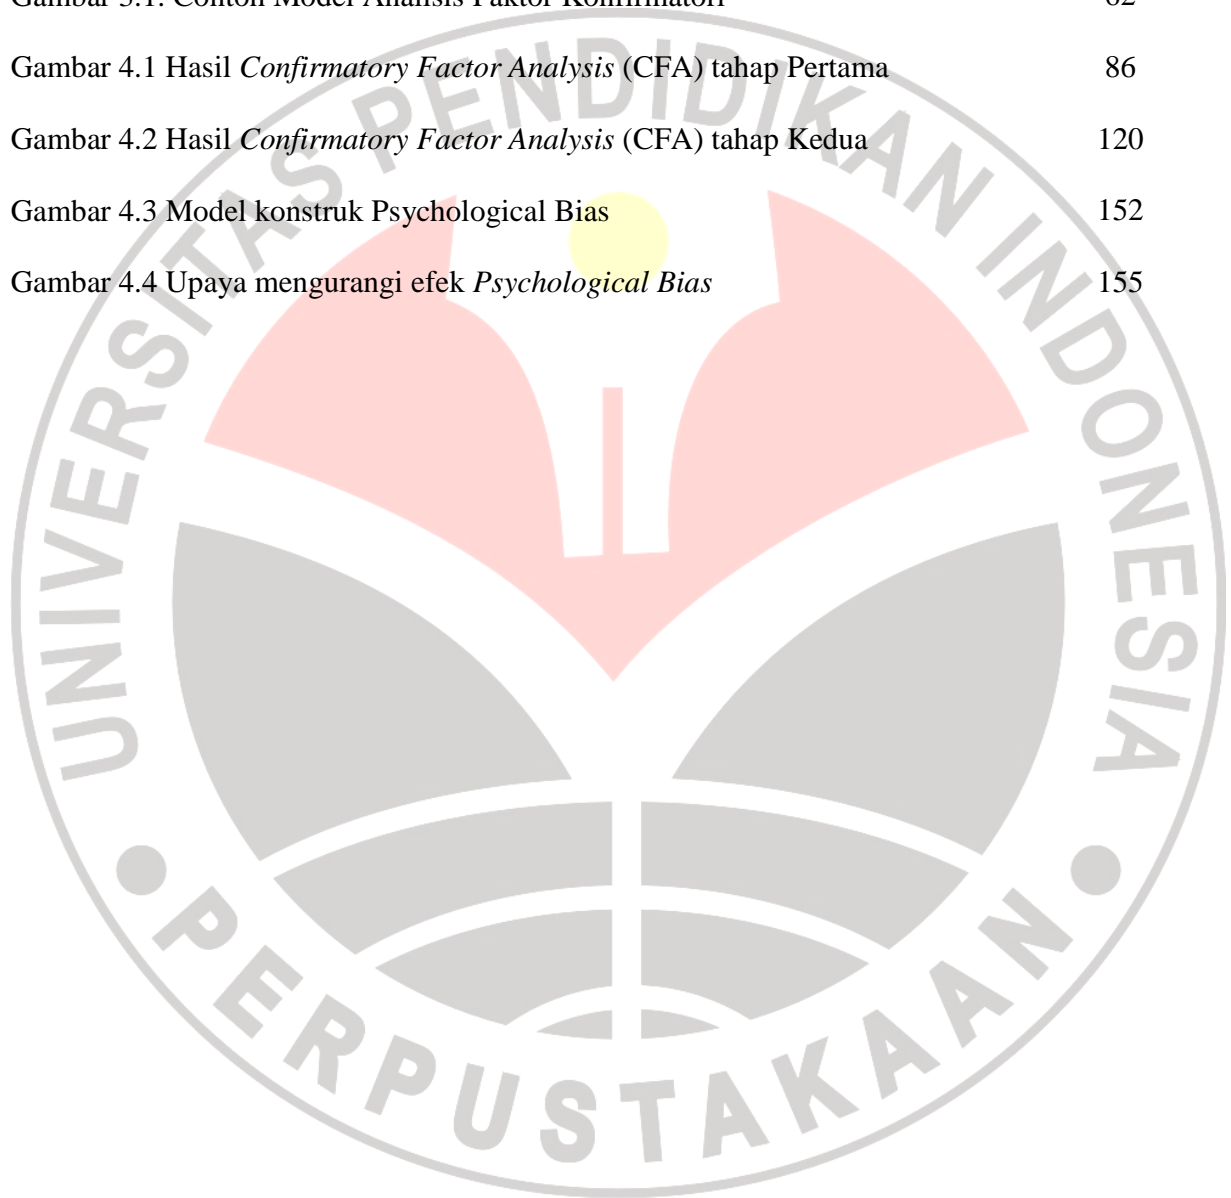 Gambar 3.1. Contoh Model Analisis Faktor Konfirmatori 62
Gambar 4.1 Hasil Confirmatory Factor Analysis (CFA) tahap Pertama 86
Gambar 4.2 Hasil Confirmatory Factor Analysis (CFA) tahap Kedua 120
Gambar 4.3 Model konstruk Psychological Bias 152
Gambar 4.4 Upaya mengurangi efek Psychological Bias 155
UNIVERSITAS PENDIDIKAN INDONESIA
PERPUSTAKAAN